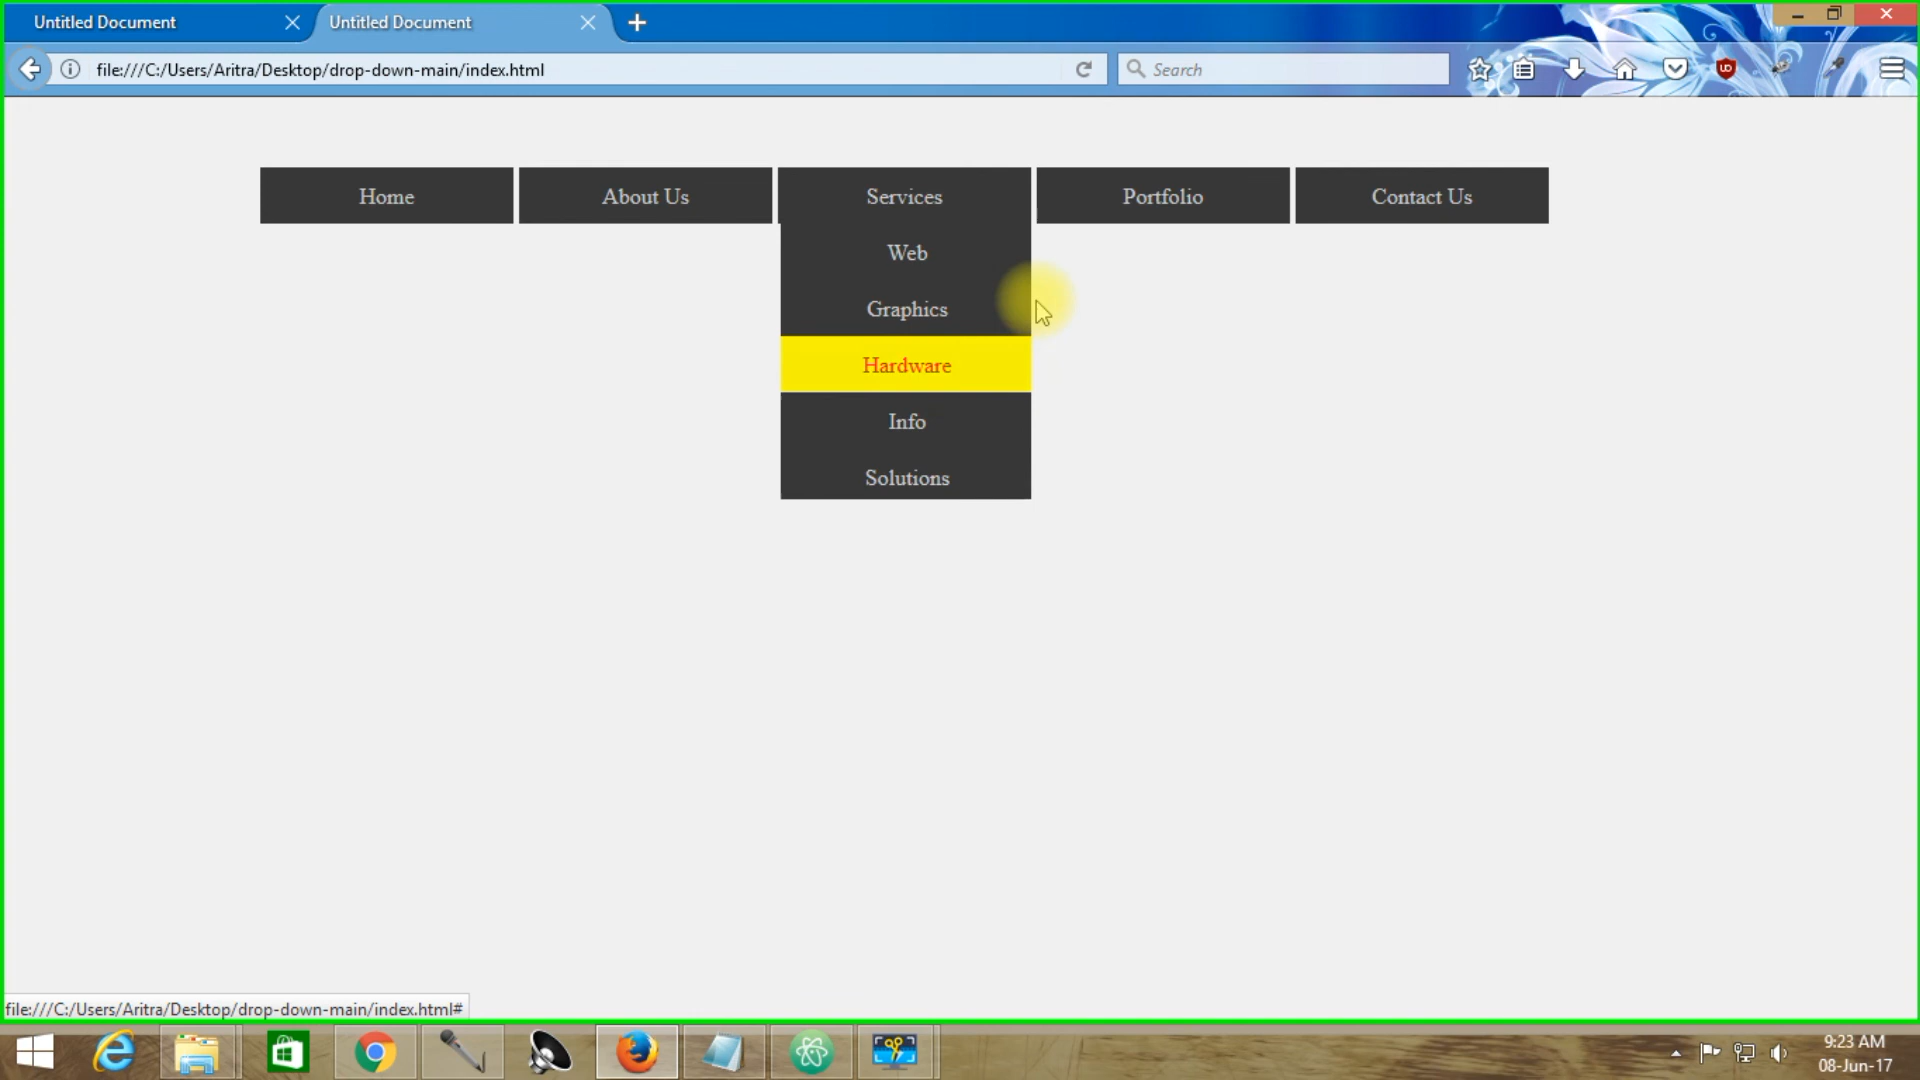 Untitled Document
Untitled Document
file:///C:/Users/Aritra/Desktop/drop-down-main/index.html
Search
Home
About Us
Services
Portfolio
Contact Us
Web
Graphics
Hardware
Info
Solutions
file:///C:/Users/Aritra/Desktop/drop-down-main/index.html#
9:23 AM
08-Jun-17